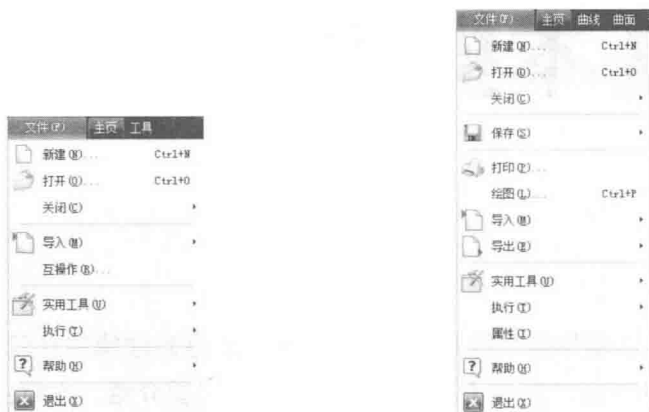 文件(F) 主页 工具
新建(N)... Ctrl+N
打开(O)... Ctrl+O
关闭(C)
导入(M)
互操作(R)...
实用工具(U)
执行(T)
帮助(H)
退出(X)
文件(F) 主页 曲线 曲面
新建(N)... Ctrl+N
打开(O)... Ctrl+O
关闭(C)
保存(S)
打印(P)...
绘图(L)... Ctrl+P
导入(M)
导出(E)
实用工具(U)
执行(T)
属性(I)
帮助(H)
退出(X)